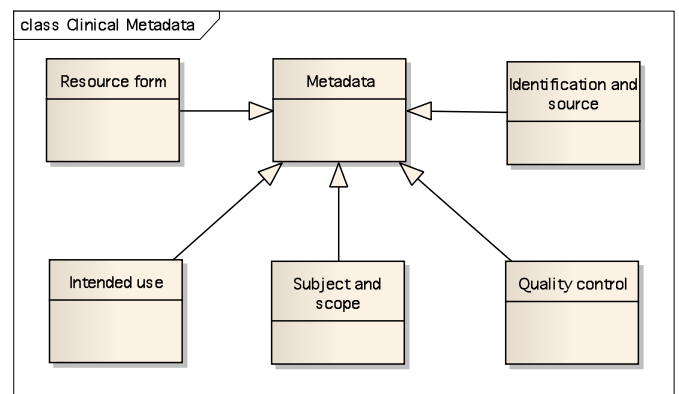 class Clinical Metadata
Resource form
Metadata
Identification and
source
Intended use
Subject and
scope
Quality control